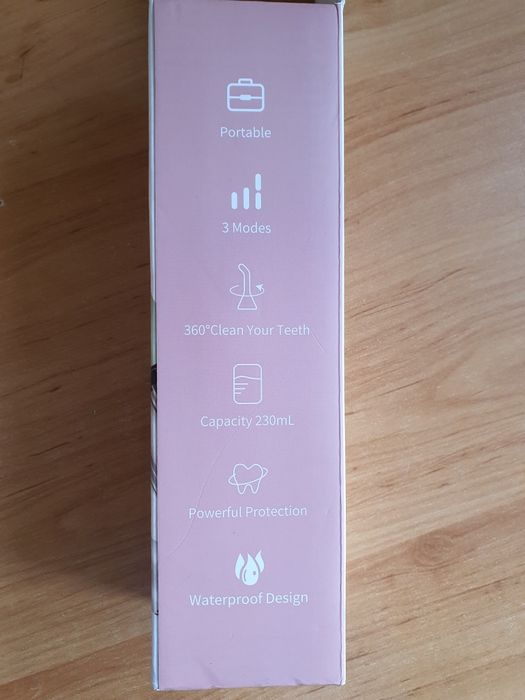 Portable
3 Modes
360°Clean Your Teeth
Capacity 230mL
Powerful Protection
Waterproof Design